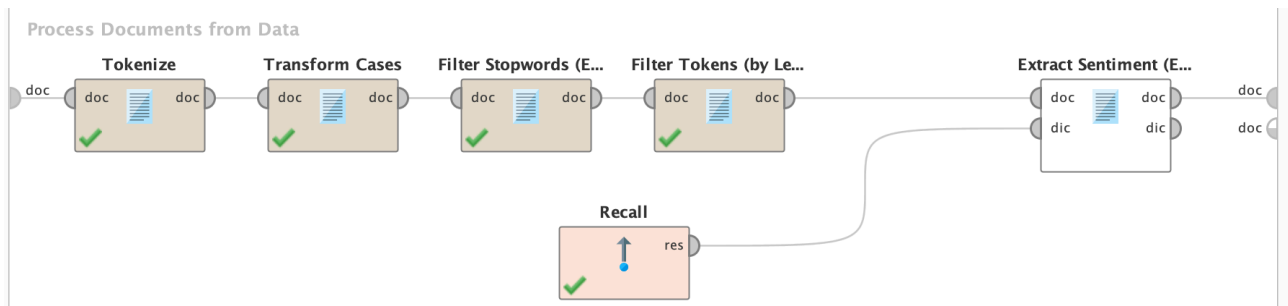 Process Documents from Data
Tokenize Transform Cases Filter Stopwords (E... Filter Tokens (by Le... Extract Sentiment (E...
doc doc doc doc doc doc doc doc doc doc doc doc
dic dic doc
Recall
res